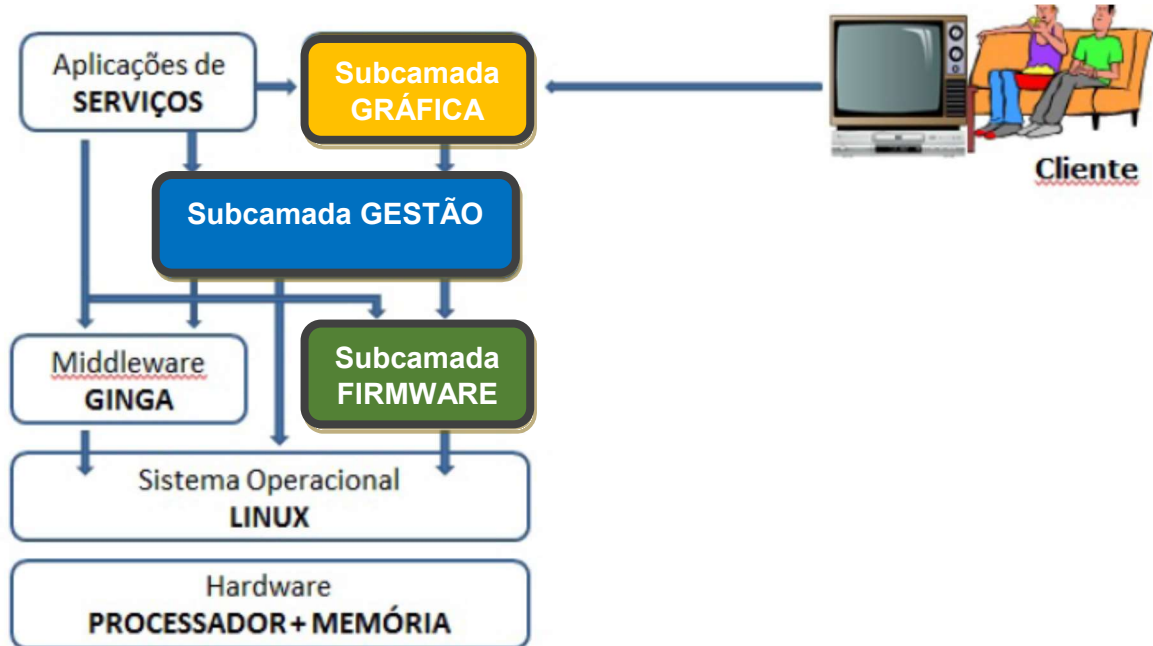 Aplicações de
SERVIÇOS
Subcamada
GRÁFICA
Cliente
Subcamada GESTÃO
Middleware
GINGA
Subcamada
FIRMWARE
Sistema Operacional
LINUX
Hardware
PROCESSADOR + MEMÓRIA